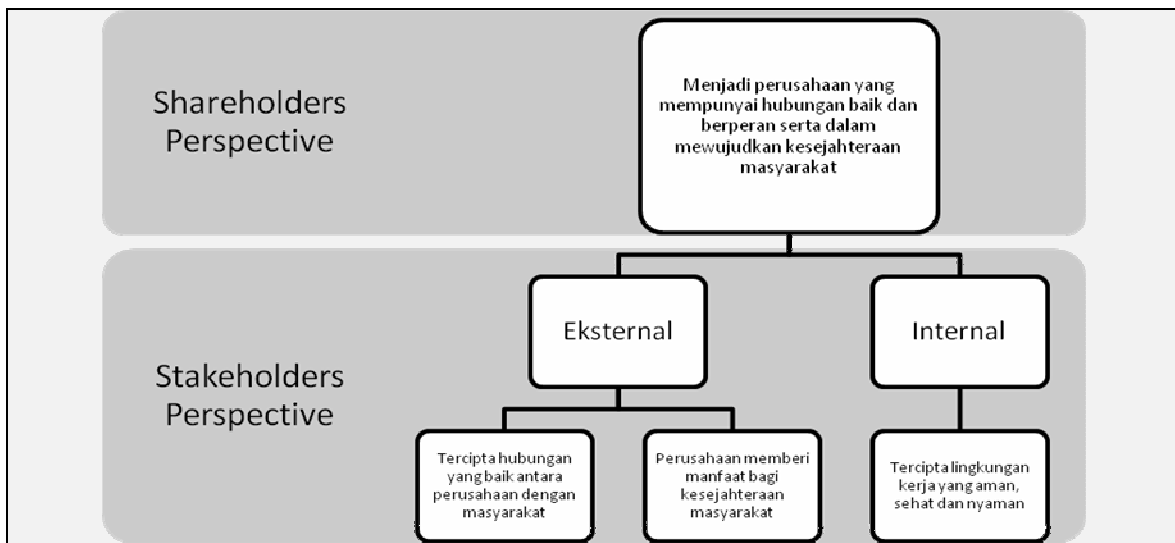 Shareholders
Perspective
Menjadi perusahaan yang
mempunyai hubungan baik dan
berperan serta dalam
mewujudkan kesejahteraan
masyarakat
Stakeholders
Perspective
Eksternal
Internal
Tercipta hubungan
yang baik antara
perusahaan dengan
masyarakat
Perusahaan memberi
manfaat bagi
kesejahteraan
masyarakat
Tercipta lingkungan
kerja yang aman,
sehat dan nyaman